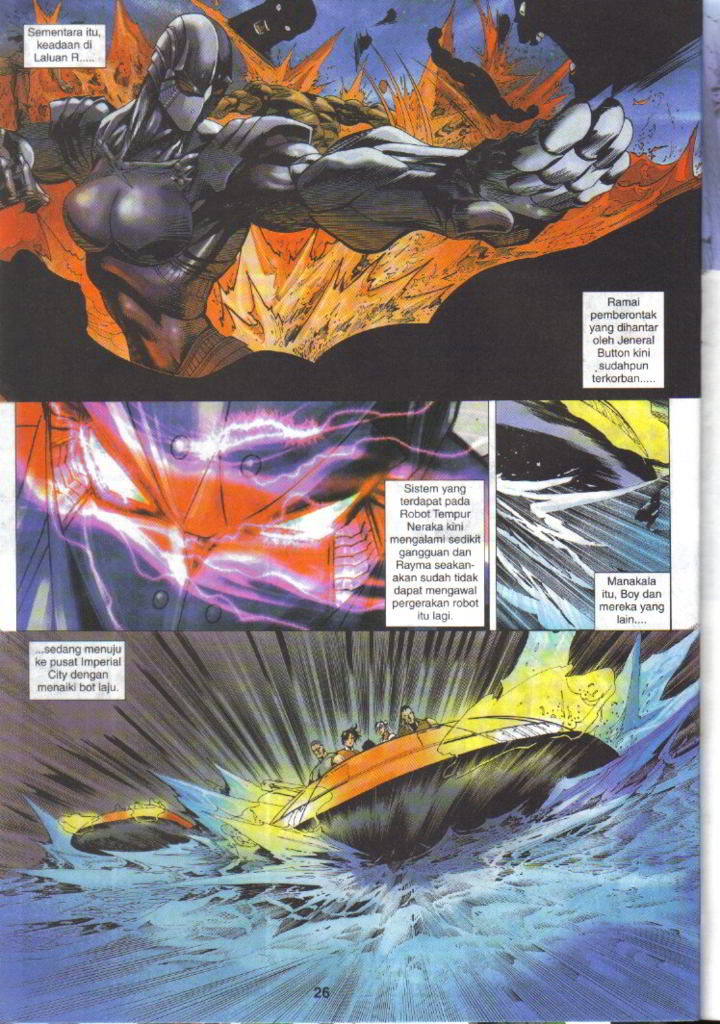 Sementara itu,
keadaan di
Laluan R.....
Ramai
pemberontak
yang dihantar
oleh Jeneral
Button kini
sudahpun
terkorban.....
Sistem yang
terdapat pada
Robot Tempur
Neraka kini
mengalami sedikit
gangguan dan
Rayma seakan-
akan sudah tidak
dapat mengawal
pergerakan robot
itu lagi.
Manakala
itu, Boy dan
mereka yang
lain....
...sedang menuju
ke pusat Imperial
City dengan
menaiki bot laju.
26